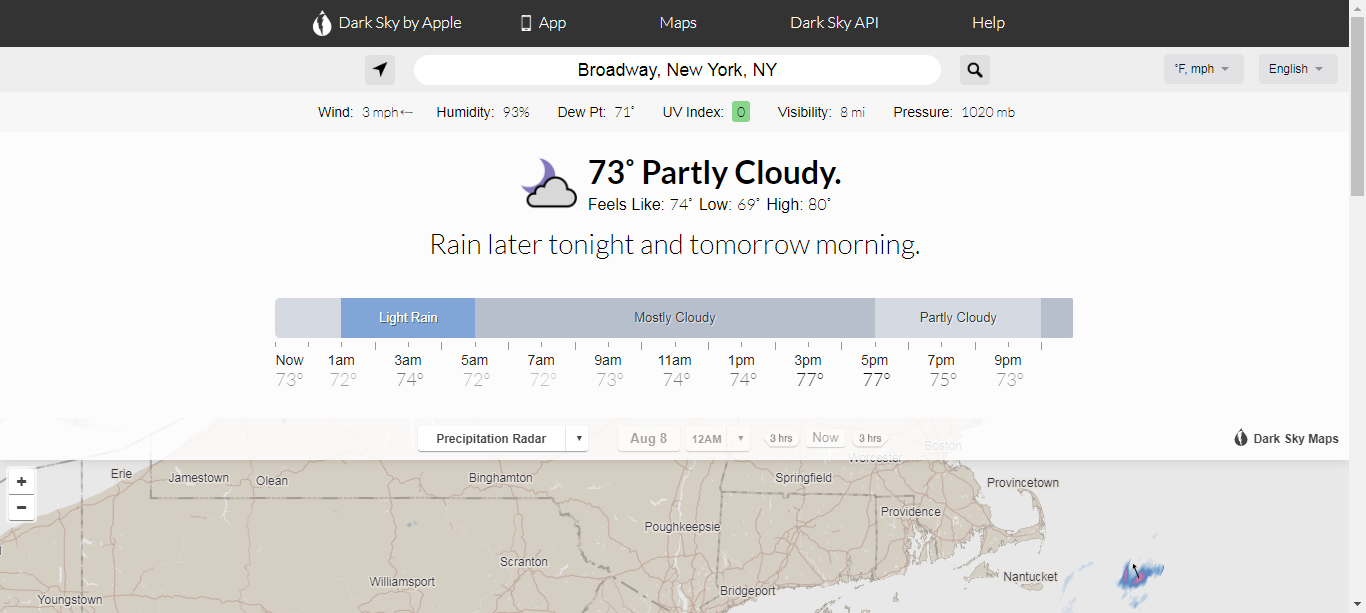 Dark Sky by Apple App Maps Dark Sky API Help
Broadway, New York, NY °F, mph English
Wind: 3 mph← Humidity: 93% Dew Pt: 71° UV Index: 0 Visibility: 8 mi Pressure: 1020 mb
73° Partly Cloudy.
Feels Like: 74° Low: 69° High: 80°
Rain later tonight and tomorrow morning.
Light Rain Mostly Cloudy Partly Cloudy
Now 1am 3am 5am 7am 9am 11am 1pm 3pm 5pm 7pm 9pm
73° 72° 74° 72° 72° 73° 74° 74° 77° 77° 75° 73°
Precipitation Radar Aug 8 12AM 3 hrs Now 3 hrs Dark Sky Maps
Boston
Worcester
+
Erie Jamestown Olean Binghamton Springfield Provincetown
−
Providence
Poughkeepsie
Scranton
Williamsport Nantucket
Youngstown Bridgeport